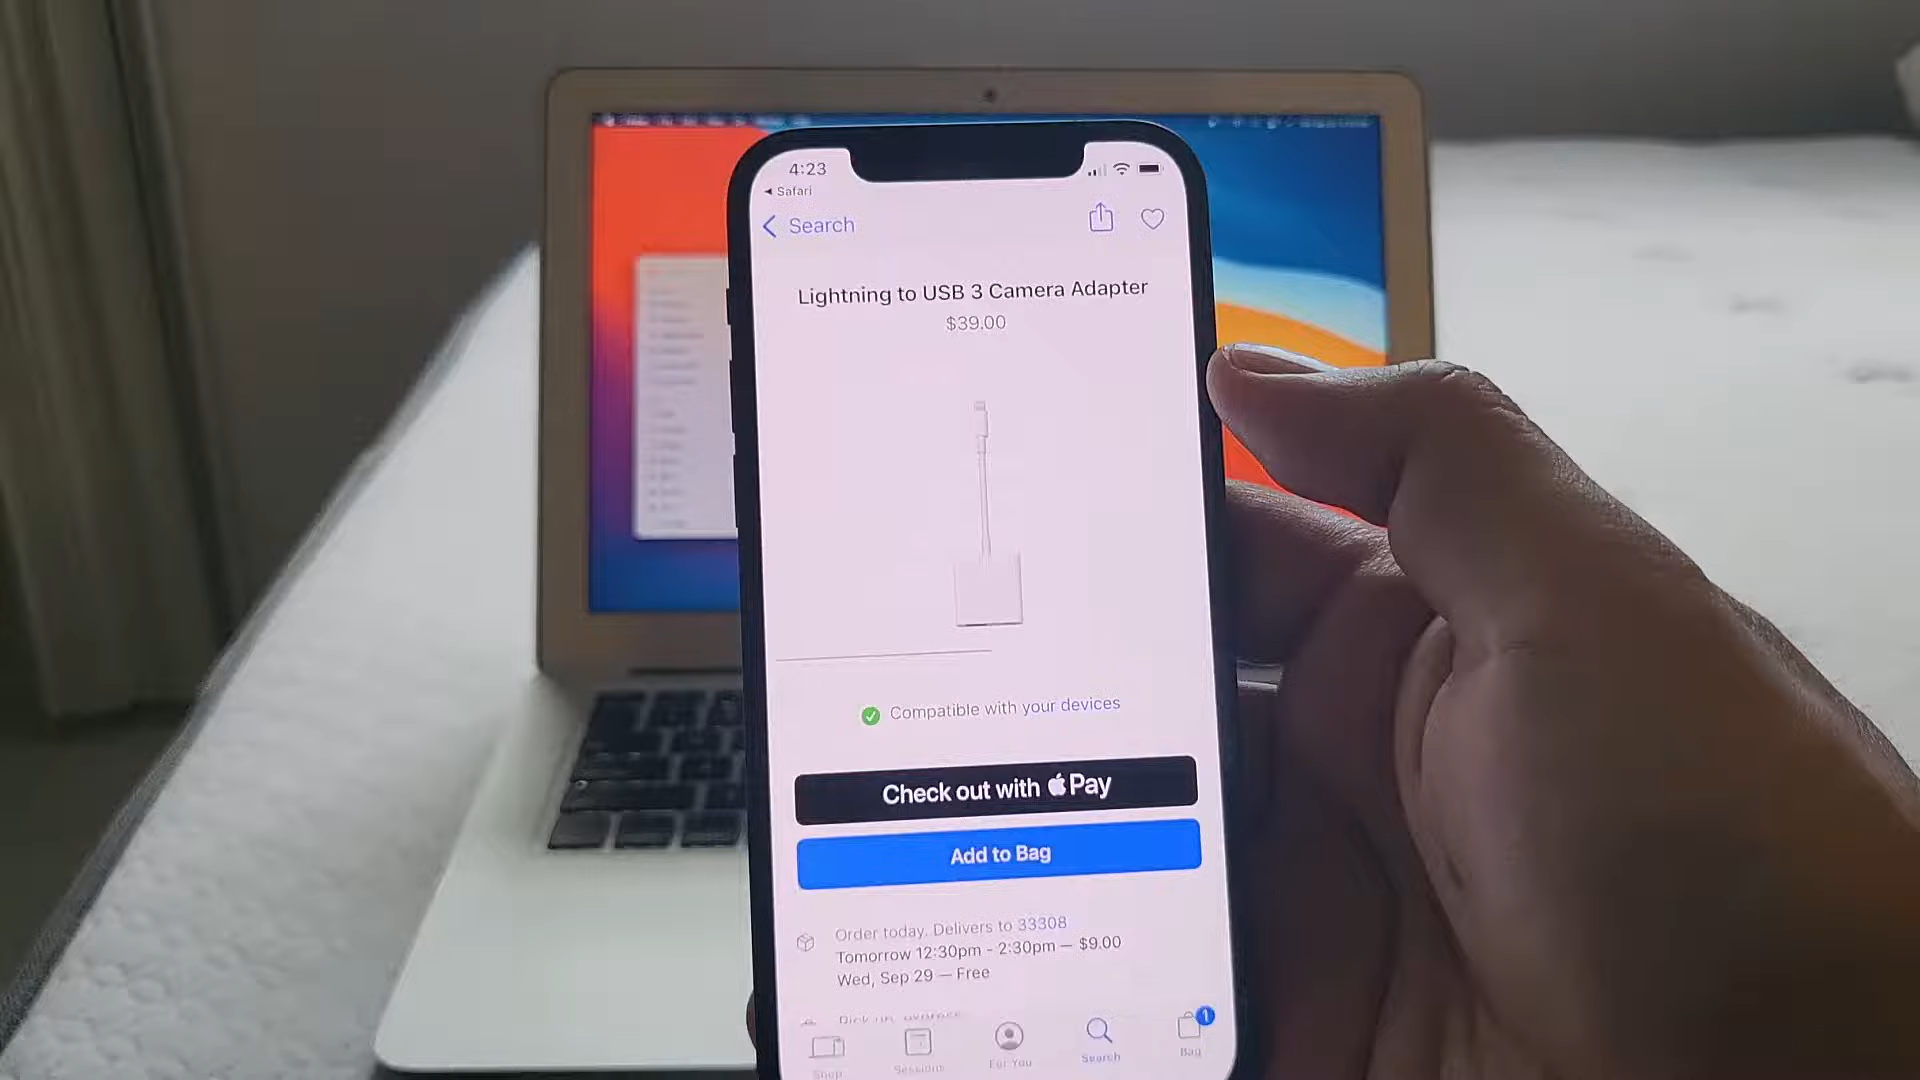 4:23
Safari
Search
Lightning to USB 3 Camera Adapter
$39.00
Compatible with your devices
Check out with Pay
Add to Bag
Order today. Delivers to 33308
Tomorrow 12:30pm - 2:30pm — $9.00
Wed, Sep 29 — Free
Shop
Sessions
For You
Search
1
Bag